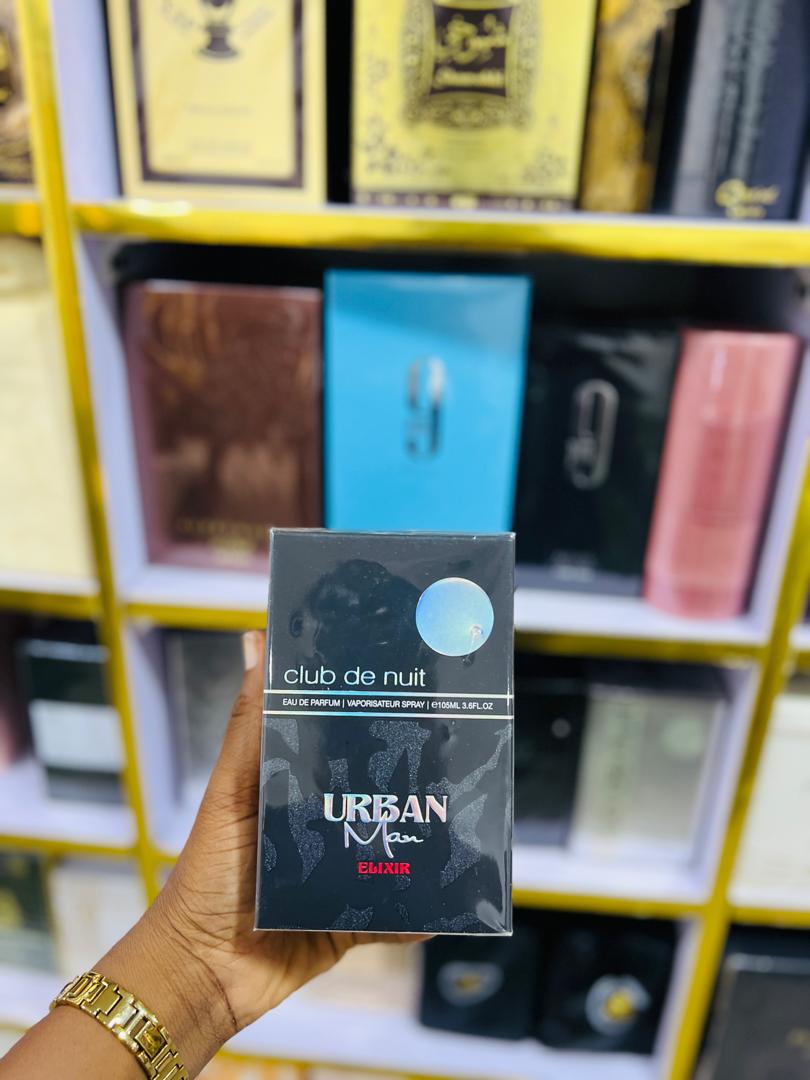 club de nuit
EAU DE PARFUM | VAPORISATEUR SPRAY | ℮105ML 3.6FL.OZ
URBAN
Man
ELIXIR